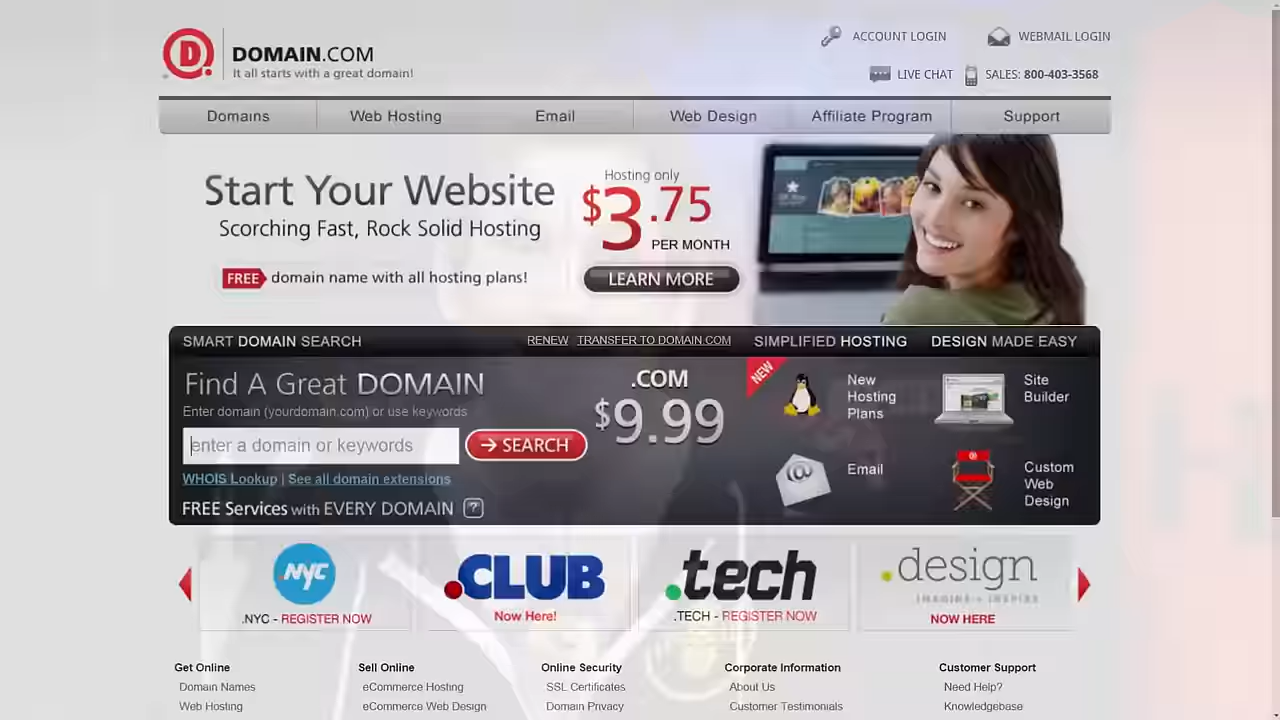 D.
DOMAIN.COM
It all starts with a great domain!
ACCOUNT LOGIN
WEBMAIL LOGIN
LIVE CHAT
SALES: 800-403-3568
Domains
Web Hosting
Email
Web Design
Affiliate Program
Support
Start Your Website
Scorching Fast, Rock Solid Hosting
FREE domain name with all hosting plans!
Hosting only
$3.75
PER MONTH
LEARN MORE
SMART DOMAIN SEARCH
RENEW
TRANSFER TO DOMAIN.COM
SIMPLIFIED HOSTING
DESIGN MADE EASY
Find A Great DOMAIN
Enter domain (yourdomain.com) or use keywords
enter a domain or keywords
→ SEARCH
WHOIS Lookup | See all domain extensions
FREE Services with EVERY DOMAIN ?
.COM
$9.99
NEW
New
Hosting
Plans
Site
Builder
@
Email
Custom
Web
Design
NYC
.NYC - REGISTER NOW
.CLUB
Now Here!
.tech
.TECH - REGISTER NOW
.design
IMAGINE + INSPIRE
NOW HERE
Get Online
Domain Names
Web Hosting
Sell Online
eCommerce Hosting
eCommerce Web Design
Online Security
SSL Certificates
Domain Privacy
Corporate Information
About Us
Customer Testimonials
Customer Support
Need Help?
Knowledgebase